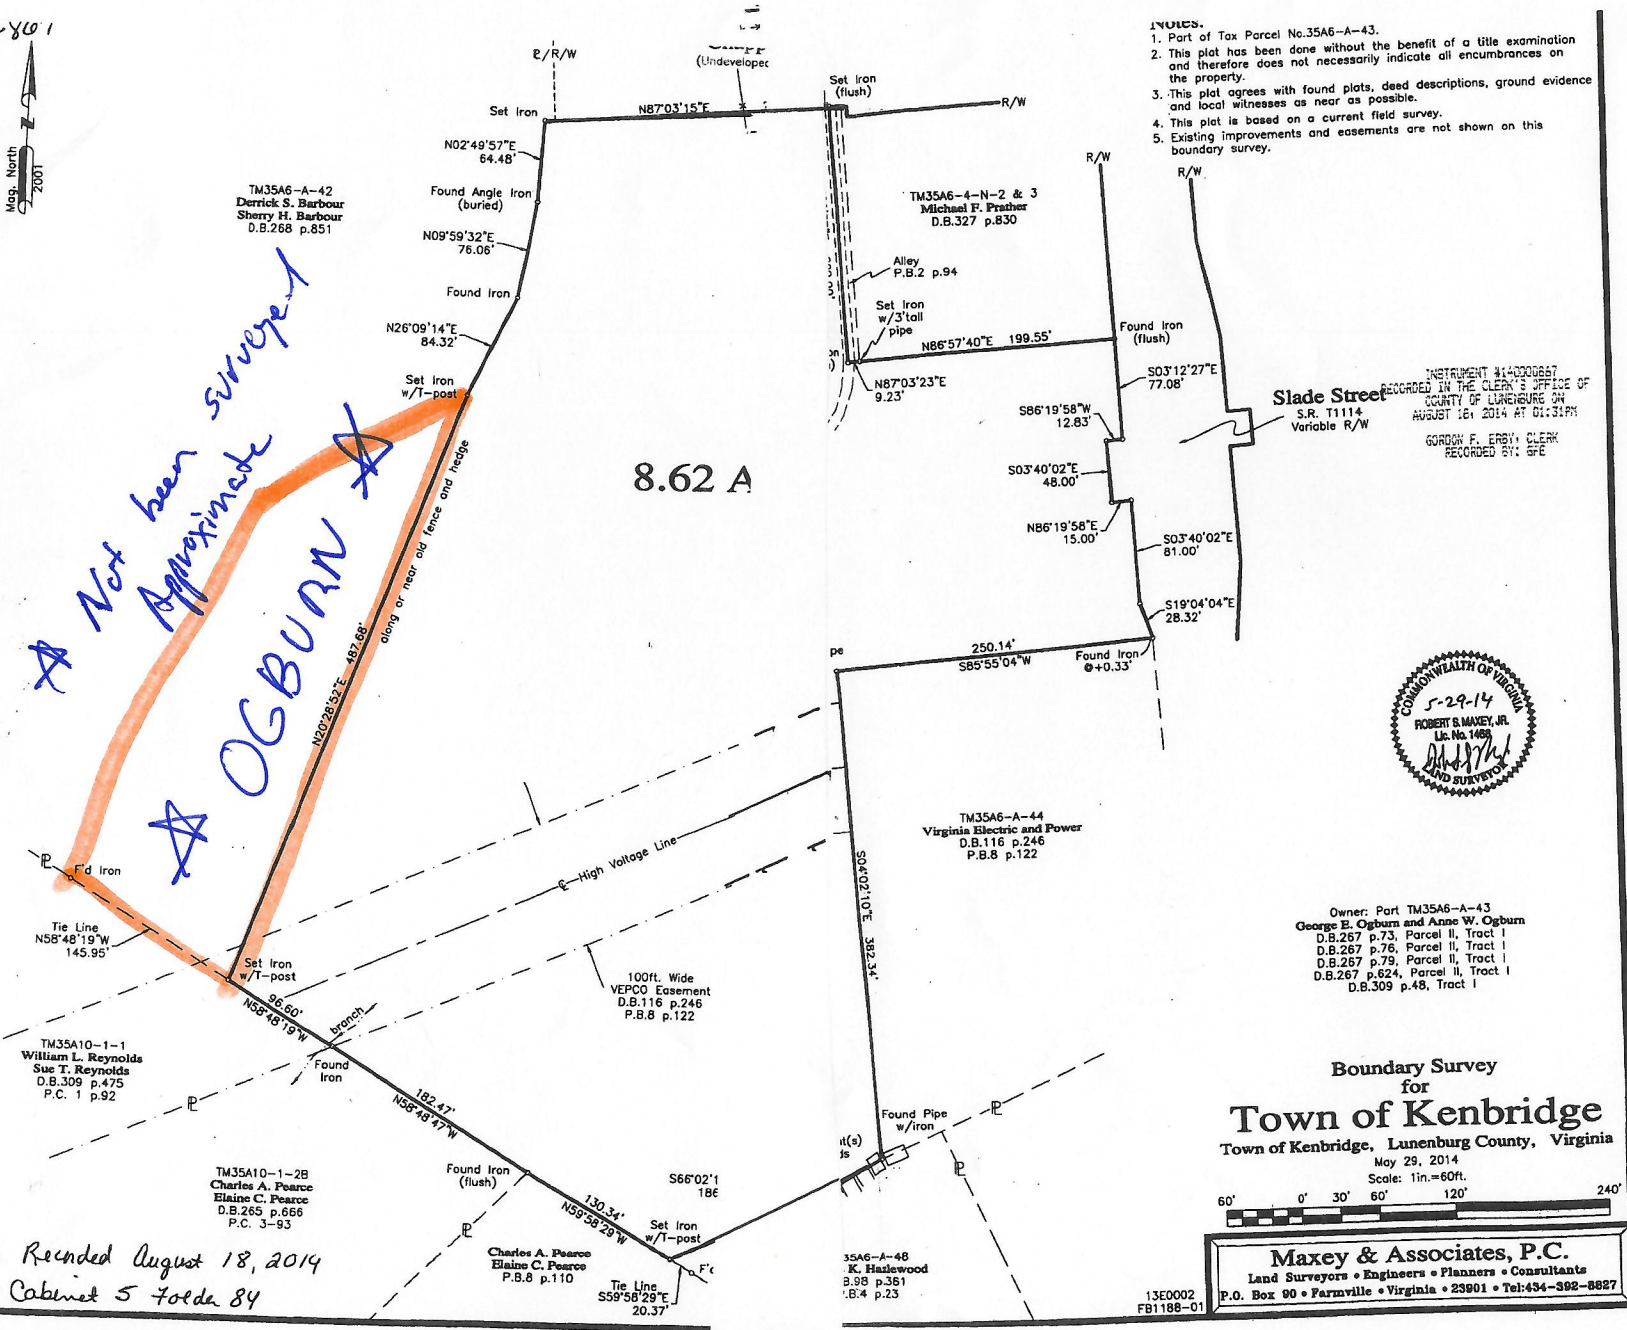 -861
Mag. North
2001
NOTES:
1. Part of Tax Parcel No.35A6-A-43.
2. This plat has been done without the benefit of a title examination
and therefore does not necessarily indicate all encumbrances on
the property.
3. This plat agrees with found plats, deed descriptions, ground evidence
and local witnesses as near as possible.
4. This plat is based on a current field survey.
5. Existing improvements and easements are not shown on this
boundary survey.
R/W
(Undeveloped
Set Iron
(flush)
Set Iron
N87°03'15"E
R/W
N02°49'57"E
64.48'
Found Angle Iron
(buried)
N09°59'32"E
76.06'
Found Iron
N26°09'14"E
84.32'
Set Iron
w/T-post
TM35A6-A-42
Derrick S. Barbour
Sherry H. Barbour
D.B.268 p.851
TM35A6-4-N-2 & 3
Michael F. Prather
D.B.327 p.830
R/W
R/W
Alley
P.B.2 p.94
Set Iron
w/3'tall
pipe
N86°57'40"E 199.55'
Found Iron
(flush)
N87°03'23"E
9.23'
S03°12'27"E
77.08'
S86°19'58"W
12.83'
S03°40'02"E
48.00'
N86°19'58"E
15.00'
S03°40'02"E
81.00'
S19°04'04"E
28.32'
Slade Street
S.R. T1114
Variable R/W
INSTRUMENT #140000867
RECORDED IN THE CLERK'S OFFICE OF
COUNTY OF LUNENBURG ON
AUGUST 18, 2014 AT 01:31PM
GORDON F. ERBY, CLERK
RECORDED BY: GFE
8.62 A
Not been surveyed
Approximate
OGBURN
along or near old fence and hedge
N20°28'52"E 487.68'
pe
250.14'
S85°55'04"W
Found Iron
@+0.33'
COMMONWEALTH OF VIRGINIA
5-29-14
ROBERT S. MAXEY, JR.
Lic. No. 1468
LAND SURVEYOR
High Voltage Line
TM35A6-A-44
Virginia Electric and Power
D.B.116 p.246
P.B.8 p.122
S04°02'10"E 382.34'
F'd Iron
Tie Line
N58°48'19"W
145.95'
Set Iron
w/T-post
96.60'
N58°48'19"W
branch
Found
Iron
100ft. Wide
VEPCO Easement
D.B.116 p.246
P.B.8 p.122
Owner: Part TM35A6-A-43
George E. Ogburn and Anne W. Ogburn
D.B.267 p.73, Parcel II, Tract I
D.B.267 p.76, Parcel II, Tract I
D.B.267 p.79, Parcel II, Tract I
D.B.267 p.624, Parcel II, Tract I
D.B.309 p.48, Tract I
TM35A10-1-1
William L. Reynolds
Sue T. Reynolds
D.B.309 p.475
P.C. 1 p.92
182.47'
N58°48'47"W
Found Iron
(flush)
TM35A10-1-2B
Charles A. Pearce
Elaine C. Pearce
D.B.265 p.666
P.C. 3-93
130.34'
N59°58'29"W
Set Iron
w/T-post
S66°02'1
186
Found Pipe
w/iron
Charles A. Pearce
Elaine C. Pearce
P.B.8 p.110
Tie Line
S59°58'29"E
20.37'
35A6-A-48
K. Hazlewood
B.98 p.361
.B.4 p.23
Recorded August 18, 2014
Cabinet 5 Folder 84
Boundary Survey
for
Town of Kenbridge
Town of Kenbridge, Lunenburg County, Virginia
May 29, 2014
Scale: 1in.=60ft.
60' 0' 30' 60' 120' 240'
Maxey & Associates, P.C.
Land Surveyors • Engineers • Planners • Consultants
P.O. Box 90 • Farmville • Virginia • 23901 • Tel:434-392-8827
13E0002
FB1188-01